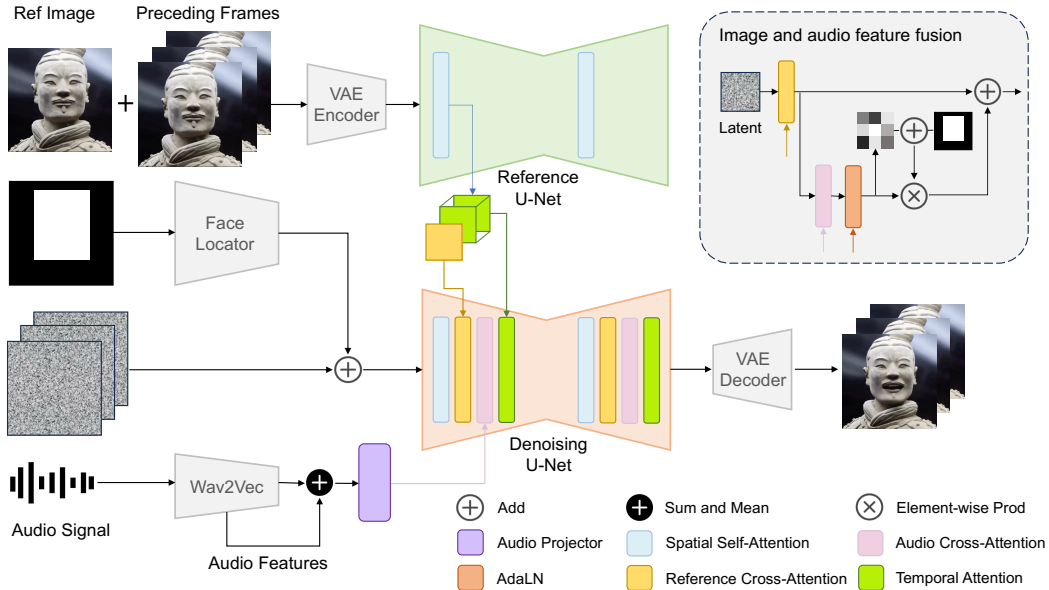 Ref Image
Preceding Frames
VAE
Encoder
Reference
U-Net
Image and audio feature fusion
Latent
Face
Locator
Denoising
U-Net
VAE
Decoder
Wav2Vec
Audio Signal
Audio Features
Add
Sum and Mean
Element-wise Prod
Audio Projector
Spatial Self-Attention
Audio Cross-Attention
AdaLN
Reference Cross-Attention
Temporal Attention